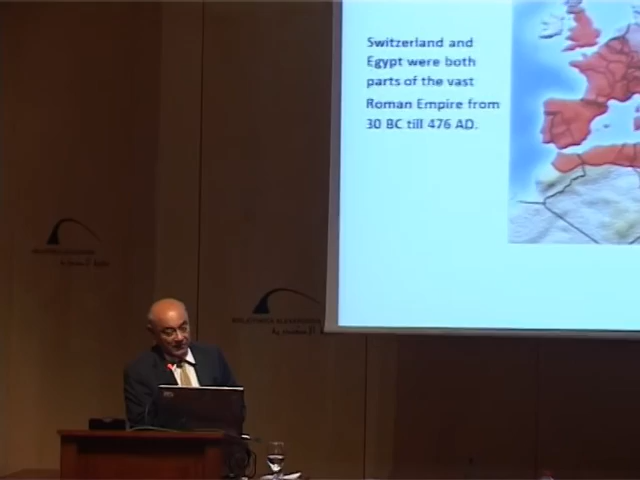 Switzerland and
Egypt were both
parts of the vast
Roman Empire from
30 BC till 476 AD.